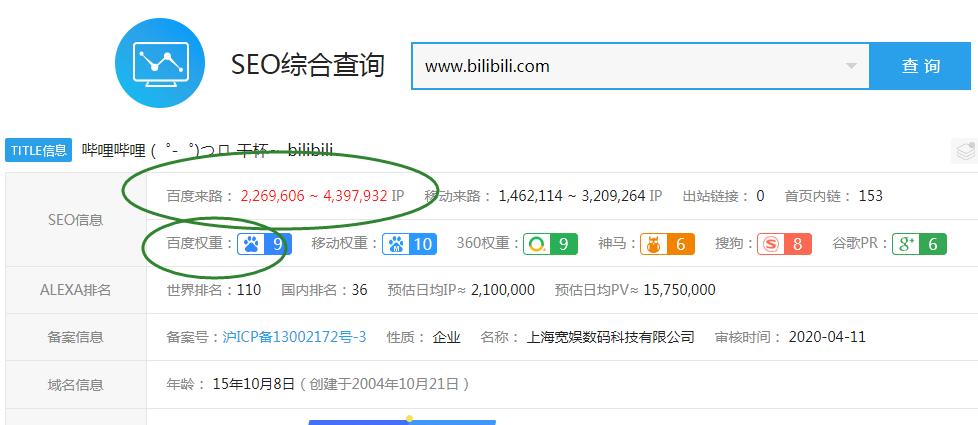 SEO综合查询 www.bilibili.com 查 询
TITLE信息 哔哩哔哩 ( ゜- ゜)つロ 干杯~ bilibili
SEO信息
百度来路： 2,269,606 ~ 4,397,932 IP 移动来路： 1,462,114 ~ 3,209,264 IP 出站链接： 0 首页内链： 153
百度权重： 9 移动权重： M 10 360权重： 9 神马： 6 搜狗： S 8 谷歌PR： g+ 6
ALEXA排名 世界排名：110 国内排名：36 预估日均IP≈ 2,100,000 预估日均PV≈ 15,750,000
备案信息 备案号：沪ICP备13002172号-3 性质： 企业 名称： 上海宽娱数码科技有限公司 审核时间： 2020-04-11
域名信息 年龄： 15年10月8日（创建于2004年10月21日）